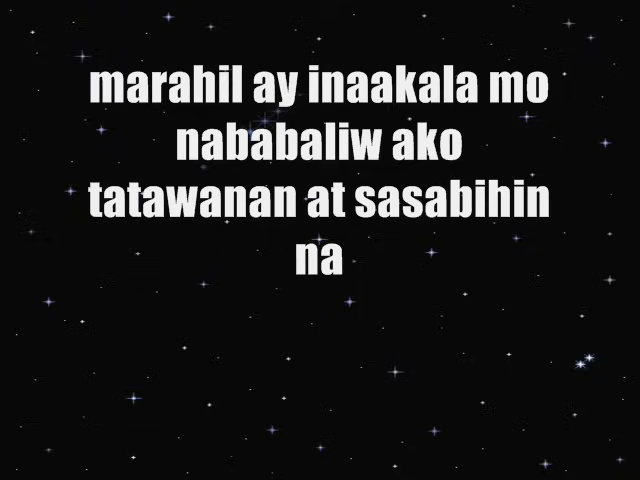 marahil ay inaakala mo
nababaliw ako
tatawanan at sasabihin
na